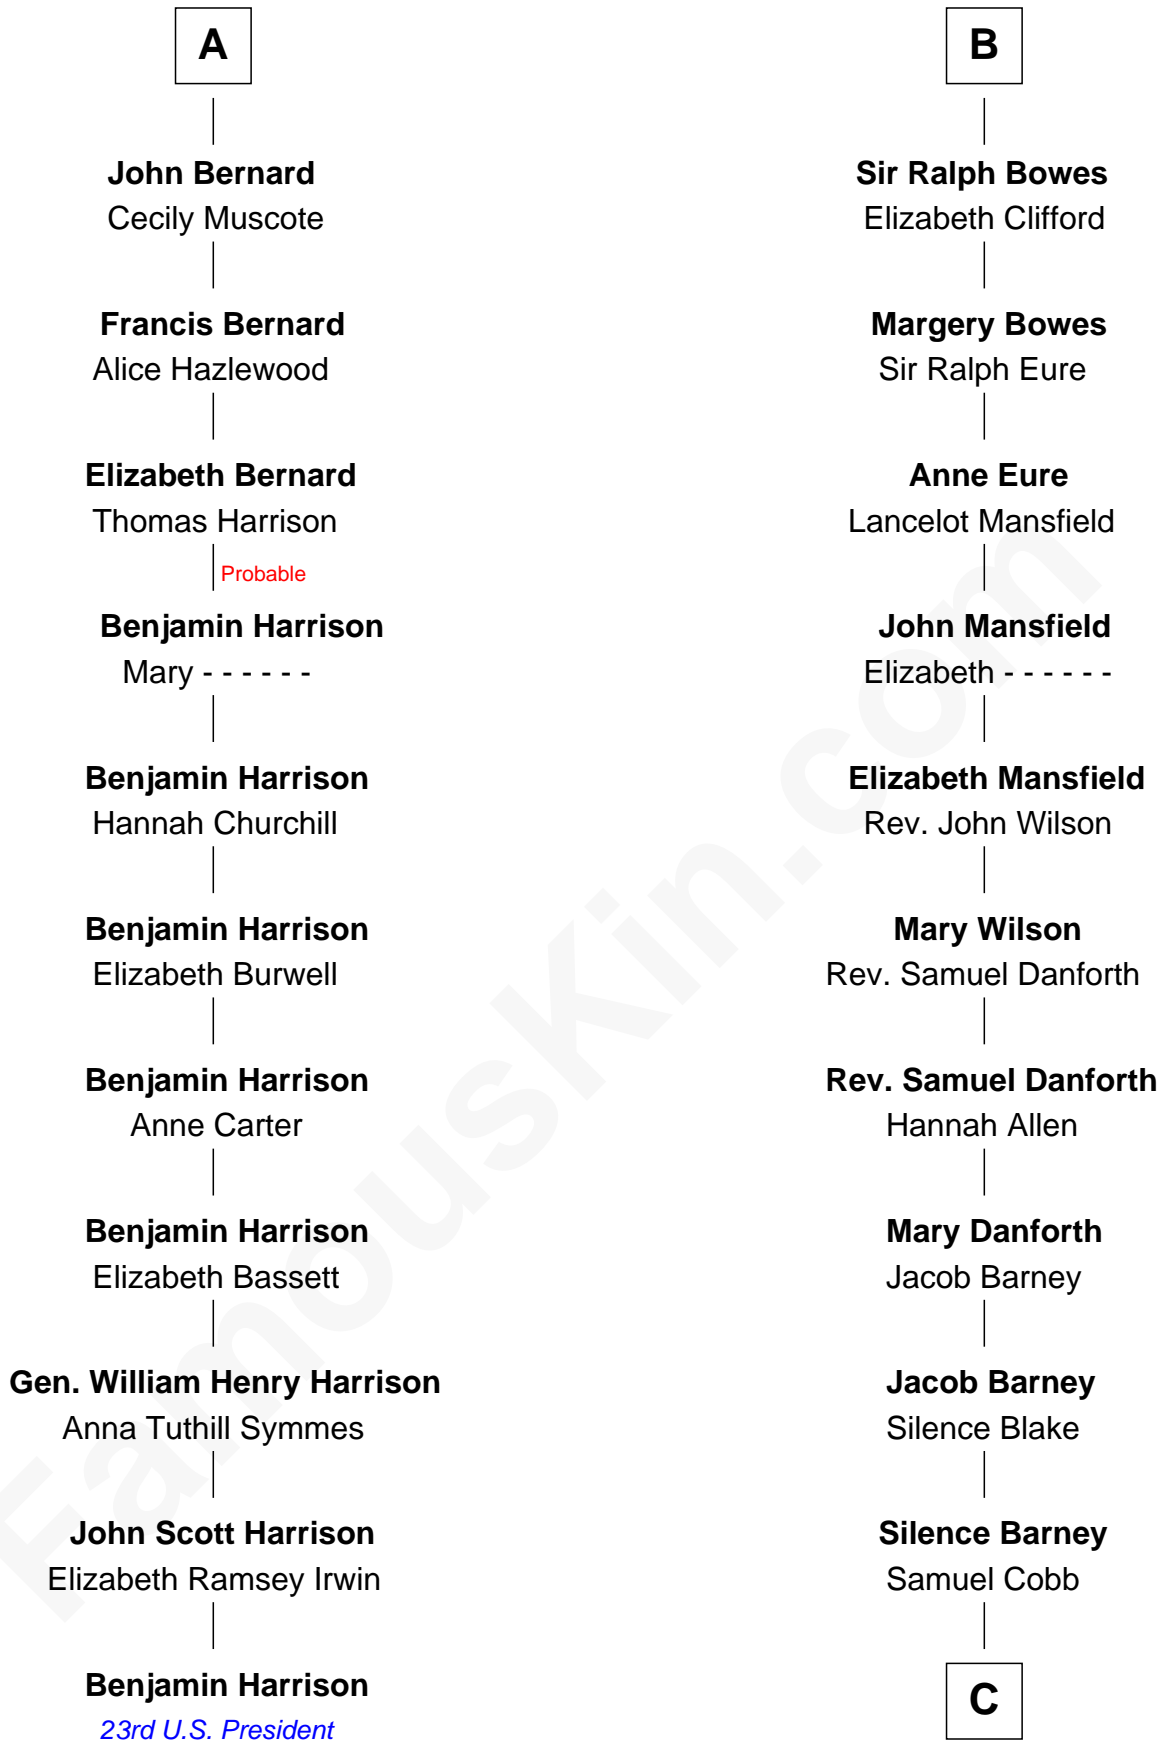 A
John Bernard
Cecily Muscote
Francis Bernard
Alice Hazlewood
Elizabeth Bernard
Thomas Harrison
Probable
Benjamin Harrison
Mary - - - - - -
Benjamin Harrison
Hannah Churchill
Benjamin Harrison
Elizabeth Burwell
Benjamin Harrison
Anne Carter
Benjamin Harrison
Elizabeth Bassett
Gen. William Henry Harrison
Anna Tuthill Symmes
John Scott Harrison
Elizabeth Ramsey Irwin
Benjamin Harrison
23rd U.S. President
B
Sir Ralph Bowes
Elizabeth Clifford
Margery Bowes
Sir Ralph Eure
Anne Eure
Lancelot Mansfield
John Mansfield
Elizabeth - - - - - -
Elizabeth Mansfield
Rev. John Wilson
Mary Wilson
Rev. Samuel Danforth
Rev. Samuel Danforth
Hannah Allen
Mary Danforth
Jacob Barney
Jacob Barney
Silence Blake
Silence Barney
Samuel Cobb
C
FamousKin.com